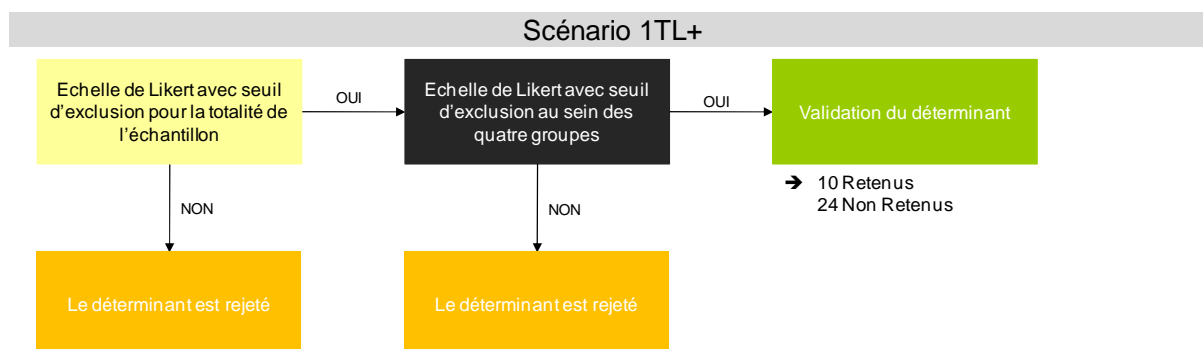 Scénario 1TL+
Echelle de Likert avec seuil
d'exclusion pour la totalité de
l'échantillon
OUI
Echelle de Likert avec seuil
d'exclusion au sein des
quatre groupes
OUI
Validation du déterminant
➔ 10 Retenus
24 Non Retenus
NON
NON
Le déterminant est rejeté
Le déterminant est rejeté